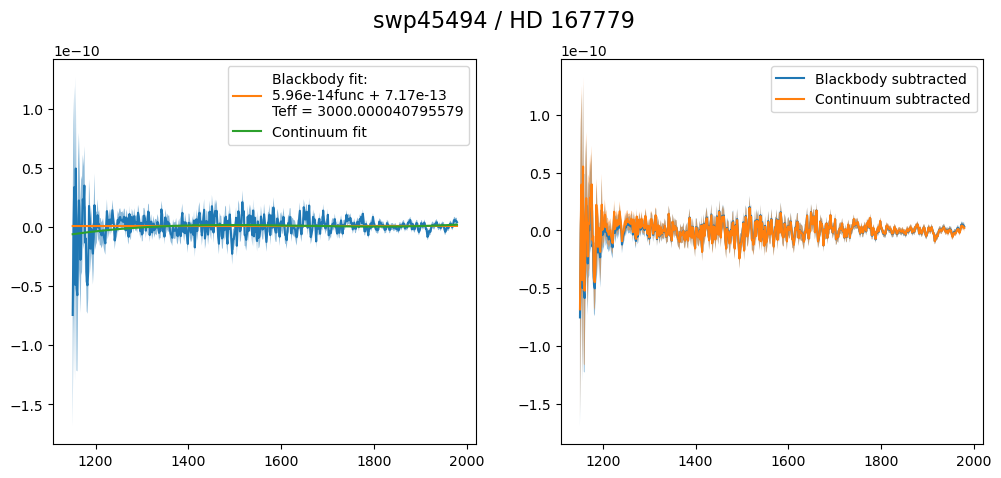 swp45494 / HD 167779
1e−10
1.0
0.5
0.0
−0.5
−1.0
−1.5
1200
1400
1600
1800
2000
Blackbody fit:
5.96e-14func + 7.17e-13
Teff = 3000.000040795579
Continuum fit
1e−10
1.0
0.5
0.0
−0.5
−1.0
−1.5
1200
1400
1600
1800
2000
Blackbody subtracted
Continuum subtracted